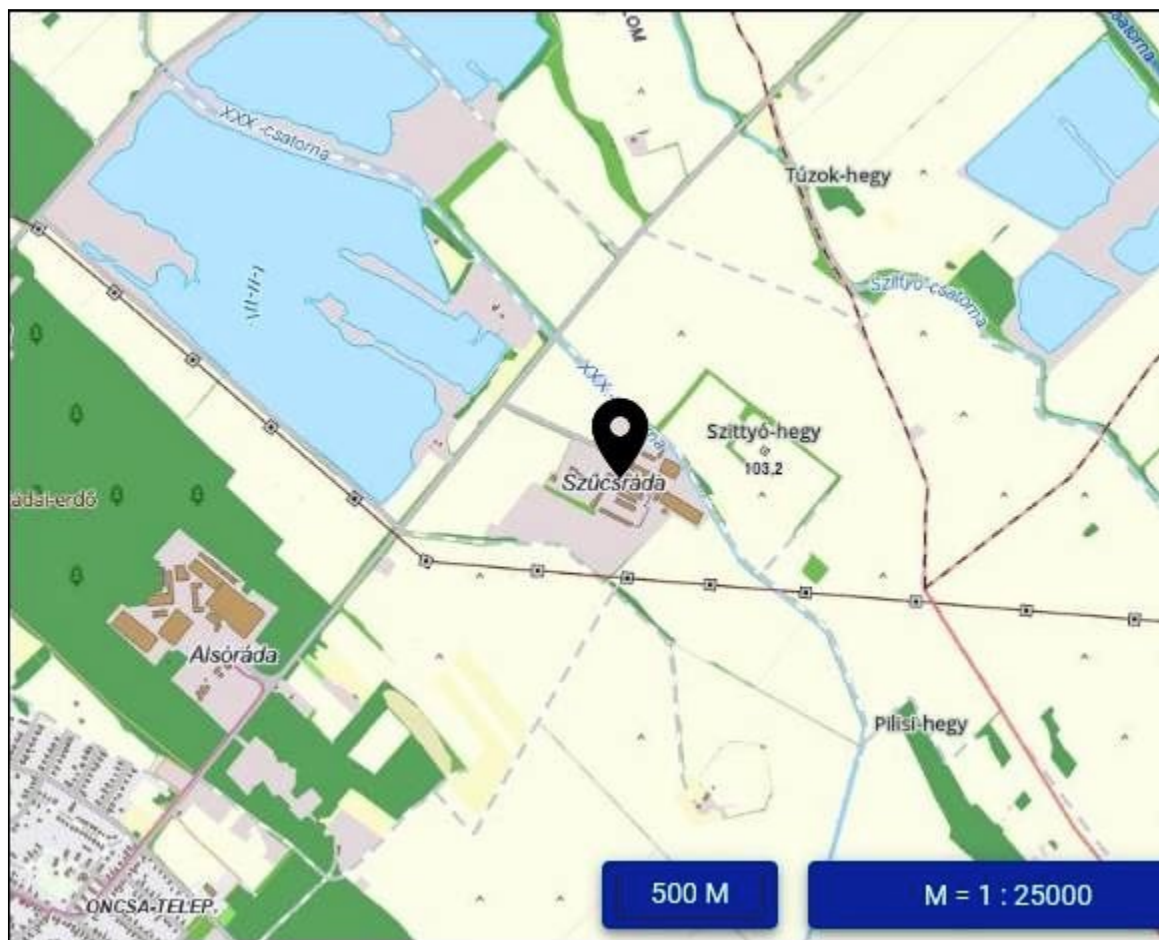 XXX -csatorna
Túzok-hegy
Szittyó-csatorna
XXX -
Szittyó-hegy
103,2
Szűcsráda
ádai-erdő
Alsóráda
Pilisi-hegy
ONCSA-TELEP.
500 M
M = 1 : 25000